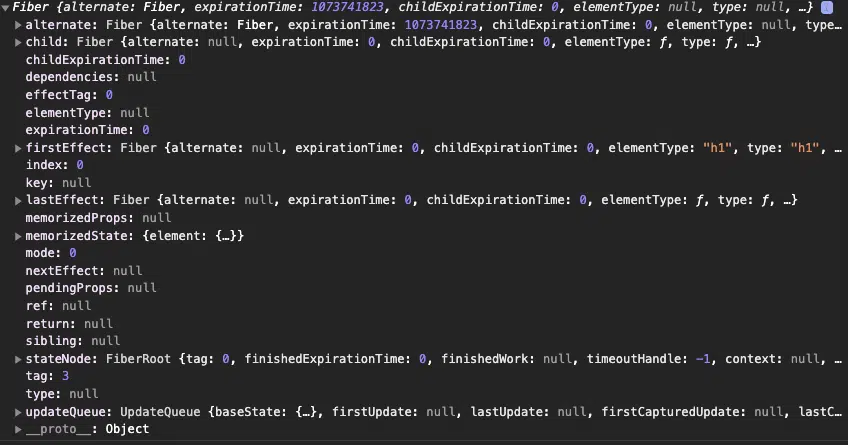 Fiber {alternate: Fiber, expirationTime: 1073741823, childExpirationTime: 0, elementType: null, type: null, …} i
alternate: Fiber {alternate: Fiber, expirationTime: 1073741823, childExpirationTime: 0, elementType: null, type…
child: Fiber {alternate: null, expirationTime: 0, childExpirationTime: 0, elementType: ƒ, type: ƒ, …}
childExpirationTime: 0
dependencies: null
effectTag: 0
elementType: null
expirationTime: 0
firstEffect: Fiber {alternate: null, expirationTime: 0, childExpirationTime: 0, elementType: "h1", type: "h1", …
index: 0
key: null
lastEffect: Fiber {alternate: null, expirationTime: 0, childExpirationTime: 0, elementType: ƒ, type: ƒ, …}
memorizedProps: null
memorizedState: {element: {…}}
mode: 0
nextEffect: null
pendingProps: null
ref: null
return: null
sibling: null
stateNode: FiberRoot {tag: 0, finishedExpirationTime: 0, finishedWork: null, timeoutHandle: -1, context: null, …
tag: 3
type: null
updateQueue: UpdateQueue {baseState: {…}, firstUpdate: null, lastUpdate: null, firstCapturedUpdate: null, lastC…
__proto__: Object